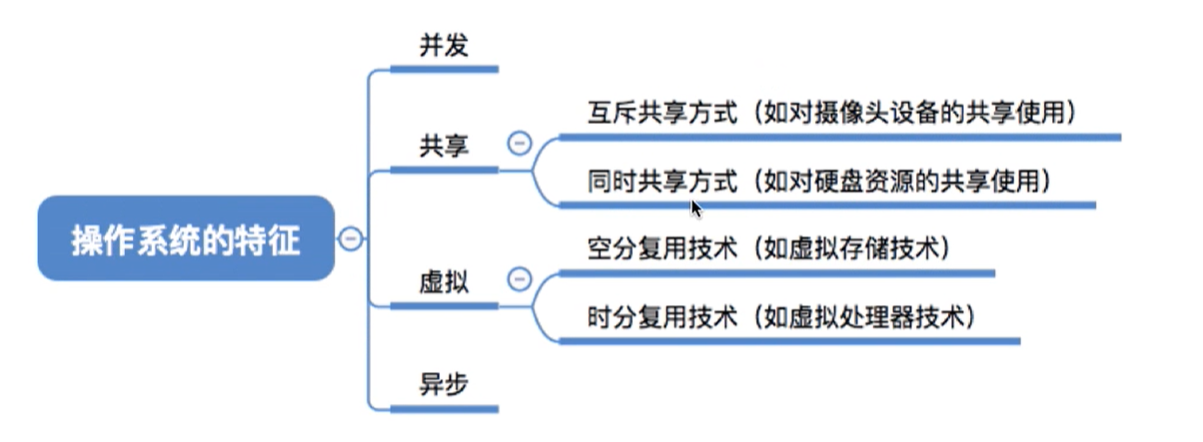 操作系统的特征
并发
共享
互斥共享方式（如对摄像头设备的共享使用）
同时共享方式（如对硬盘资源的共享使用）
虚拟
空分复用技术（如虚拟存储技术）
时分复用技术（如虚拟处理器技术）
异步